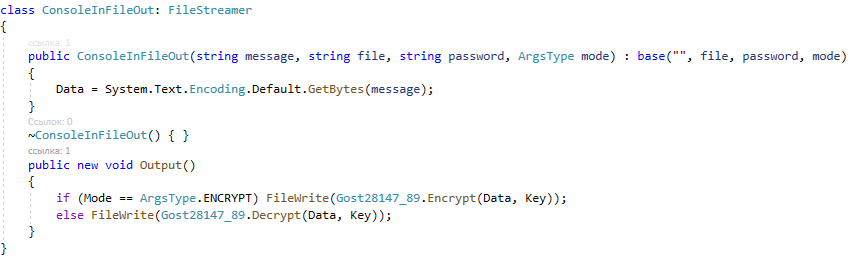 class ConsoleInFileOut: FileStreamer
{
ссылка: 1
public ConsoleInFileOut(string message, string file, string password, ArgsType mode) : base("", file, password, mode)
{
Data = System.Text.Encoding.Default.GetBytes(message);
}
Ссылок: 0
~ConsoleInFileOut() { }
ссылка: 1
public new void Output()
{
if (Mode == ArgsType.ENCRYPT) FileWrite(Gost28147_89.Encrypt(Data, Key));
else FileWrite(Gost28147_89.Decrypt(Data, Key));
}
}